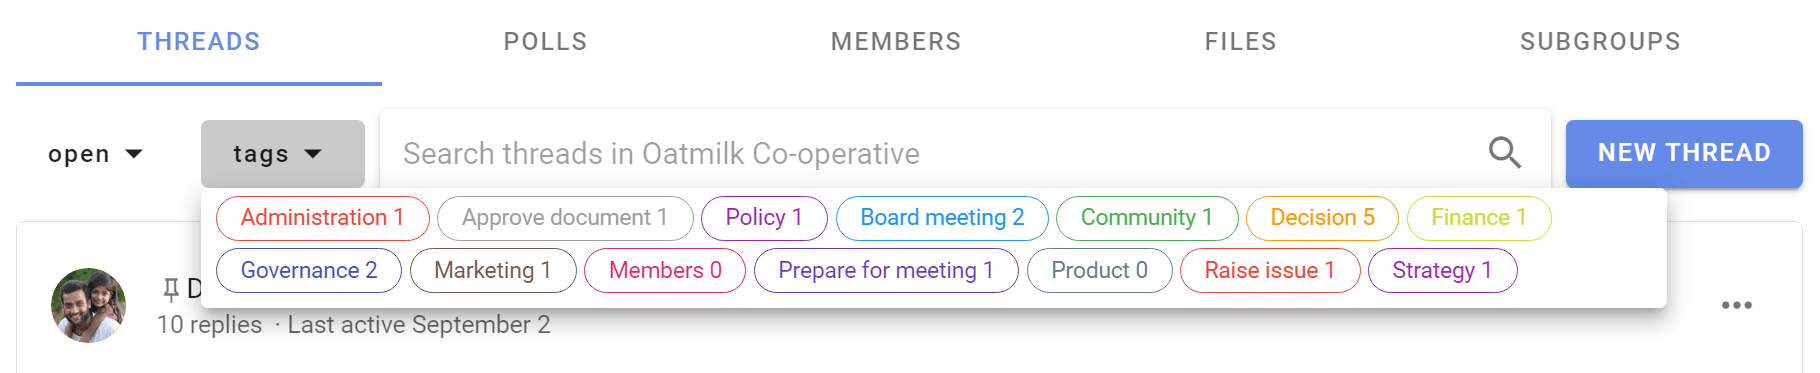 THREADS POLLS MEMBERS FILES SUBGROUPS
open tags Search threads in Oatmilk Co-operative NEW THREAD
Administration 1 Approve document 1 Policy 1 Board meeting 2 Community 1 Decision 5 Finance 1
Governance 2 Marketing 1 Members 0 Prepare for meeting 1 Product 0 Raise issue 1 Strategy 1
10 replies · Last active September 2